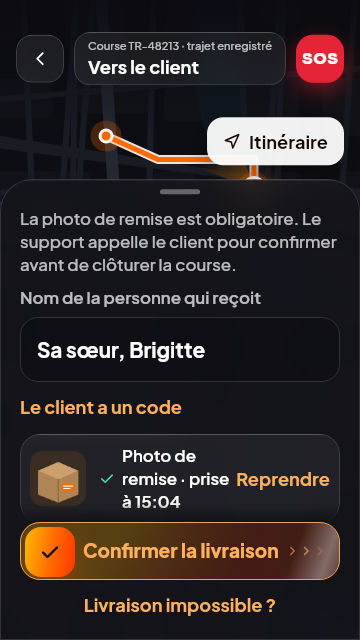 Course TR-48213 · trajet enregistré
Vers le client
SOS
Itinéraire
La photo de remise est obligatoire. Le
support appelle le client pour confirmer
avant de clôturer la course.
Nom de la personne qui reçoit
Sa sœur, Brigitte
Le client a un code
Photo de
remise · prise
à 15:04
Reprendre
Confirmer la livraison
Livraison impossible ?